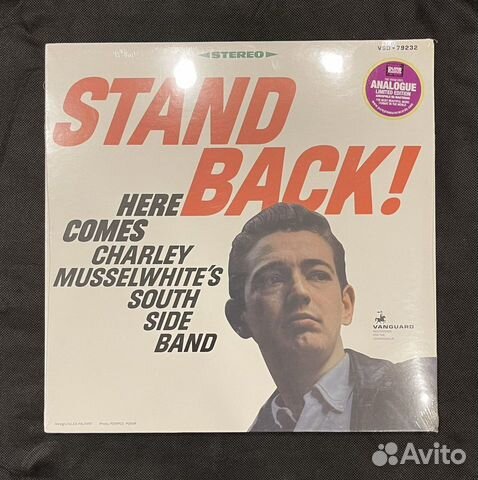 STEREO
VSD-79232
STAND
BACK!
HERE
COMES
CHARLEY
MUSSELWHITE'S
SOUTH
SIDE
BAND
ANALOGUE
LIMITED EDITION
VANGUARD
Avito